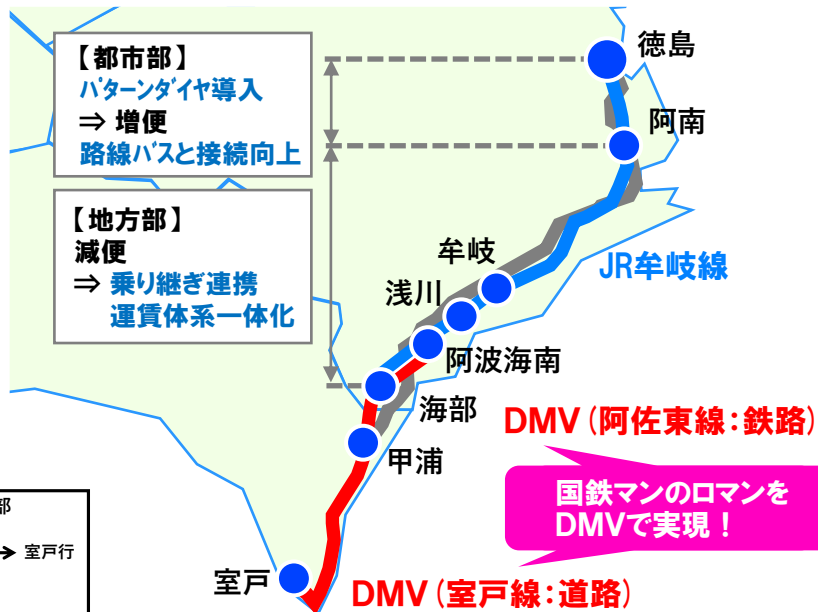 【都市部】
パターンダイヤ導入
⇒ 増便
路線バスと接続向上
【地方部】
減便
⇒ 乗り継ぎ連携
運賃体系一体化
徳島
阿南
牟岐
JR牟岐線
浅川
阿波海南
海部
DMV（阿佐東線：鉄路）
甲浦
国鉄マンのロマンを
DMVで実現！
部
→ 室戸行
室戸
DMV（室戸線：道路）